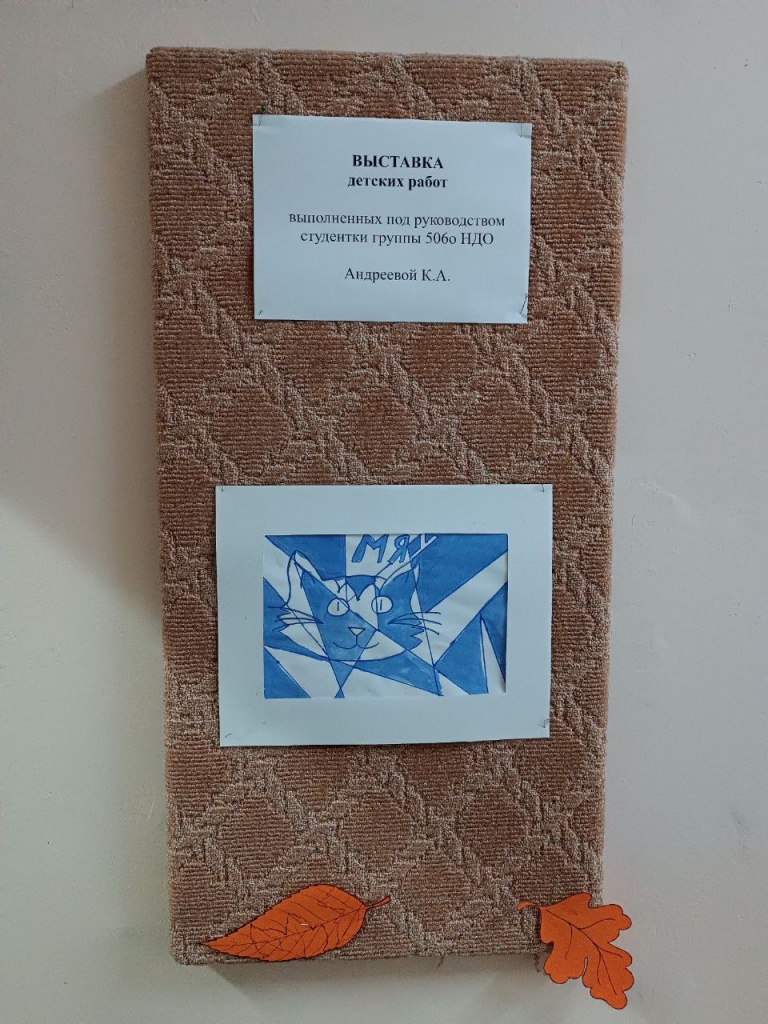 ВЫСТАВКА
детских работ
выполненных под руководством
студентки группы 506о НДО
Андреевой К.А.
МЯУ